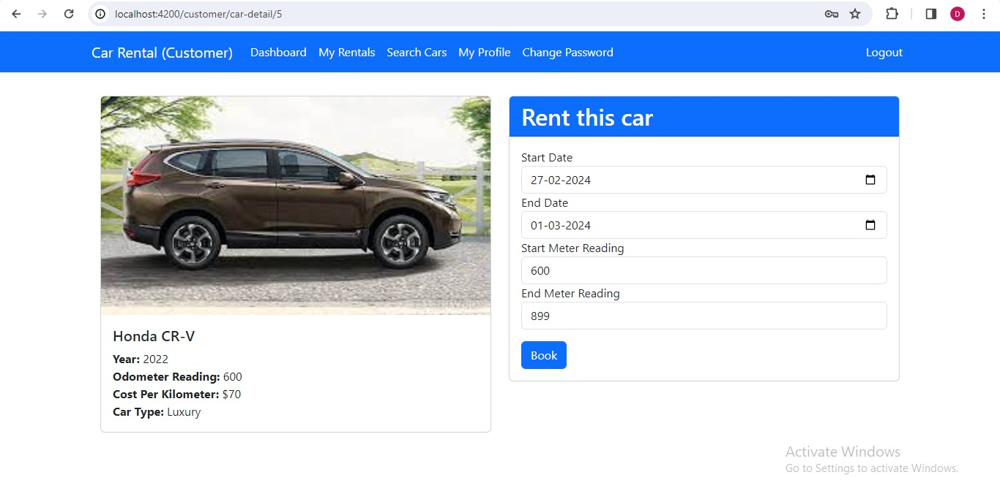 localhost:4200/customer/car-detail/5
D
Car Rental (Customer) Dashboard My Rentals Search Cars My Profile Change Password Logout
Honda CR-V
Year: 2022
Odometer Reading: 600
Cost Per Kilometer: $70
Car Type: Luxury
Rent this car
Start Date
27-02-2024
End Date
01-03-2024
Start Meter Reading
600
End Meter Reading
899
Book
Activate Windows
Go to Settings to activate Windows.